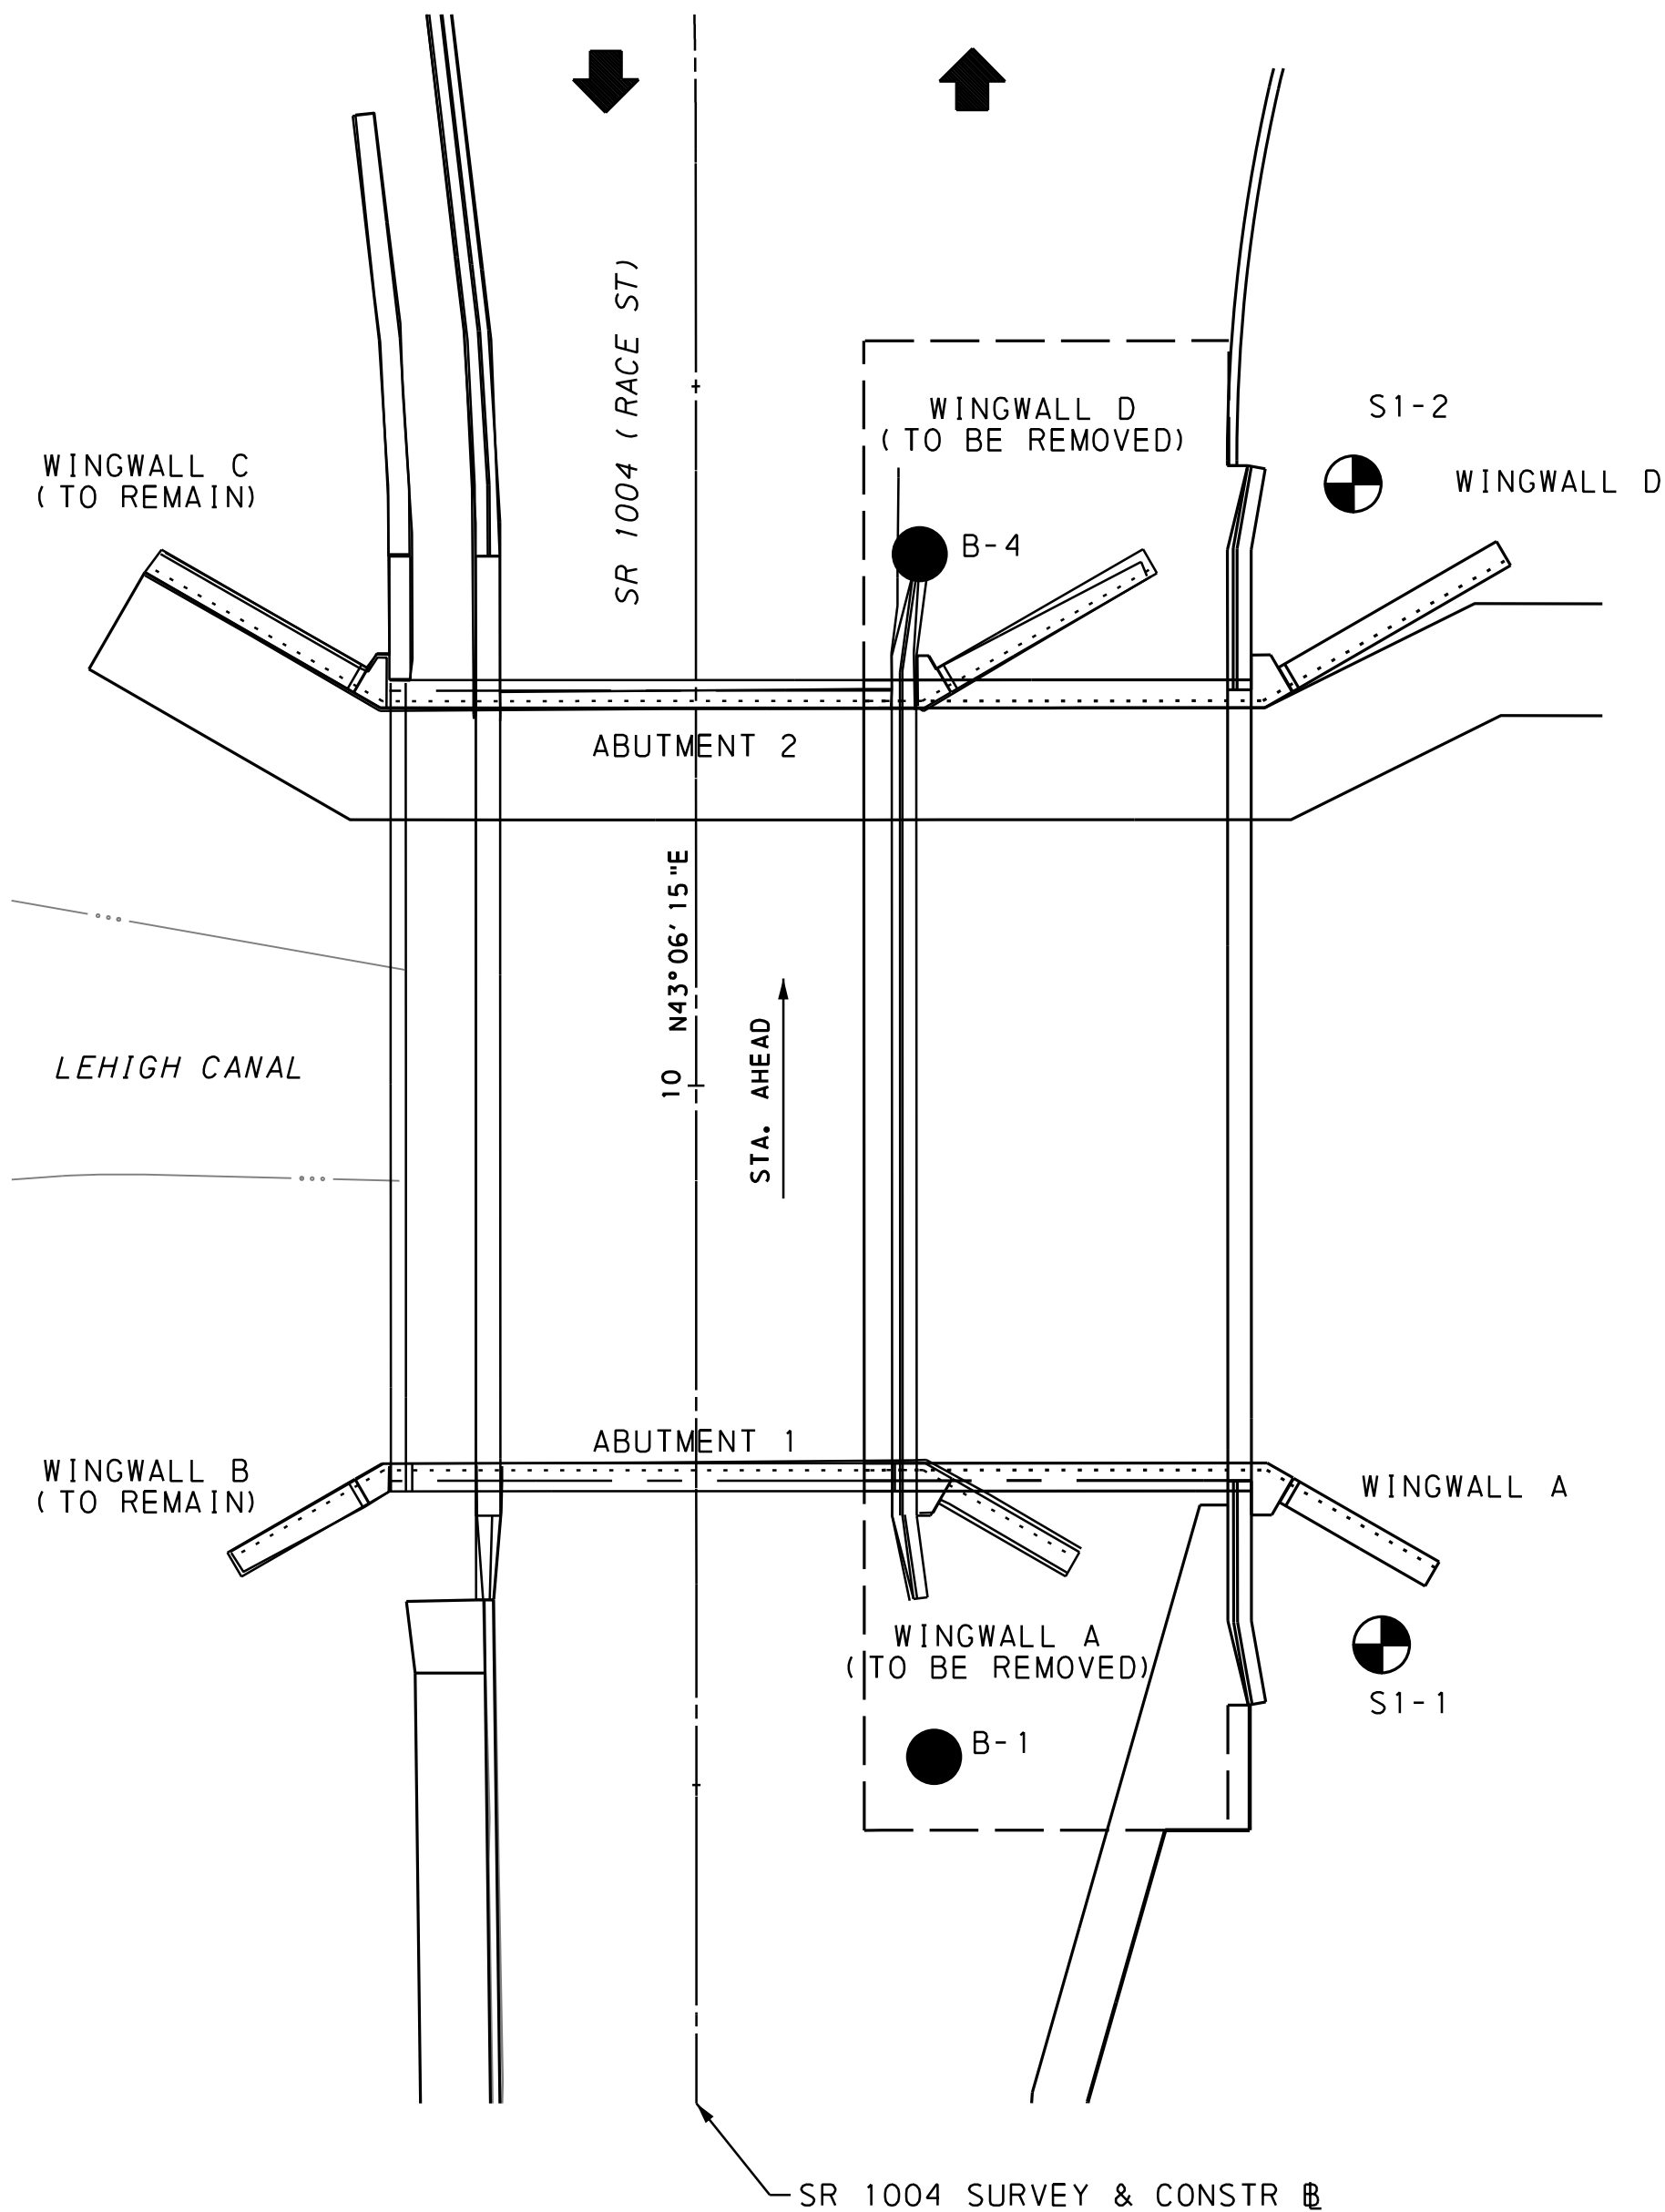 SR 1004 (RACE ST)
WINGWALL D
(TO BE REMOVED)
S1-2
WINGWALL C
(TO REMAIN)
WINGWALL D
B-4
ABUTMENT 2
N43°06'15"E
LEHIGH CANAL
10
STA. AHEAD
ABUTMENT 1
WINGWALL B
(TO REMAIN)
WINGWALL A
WINGWALL A
(TO BE REMOVED)
S1-1
B-1
SR 1004 SURVEY & CONSTR BL